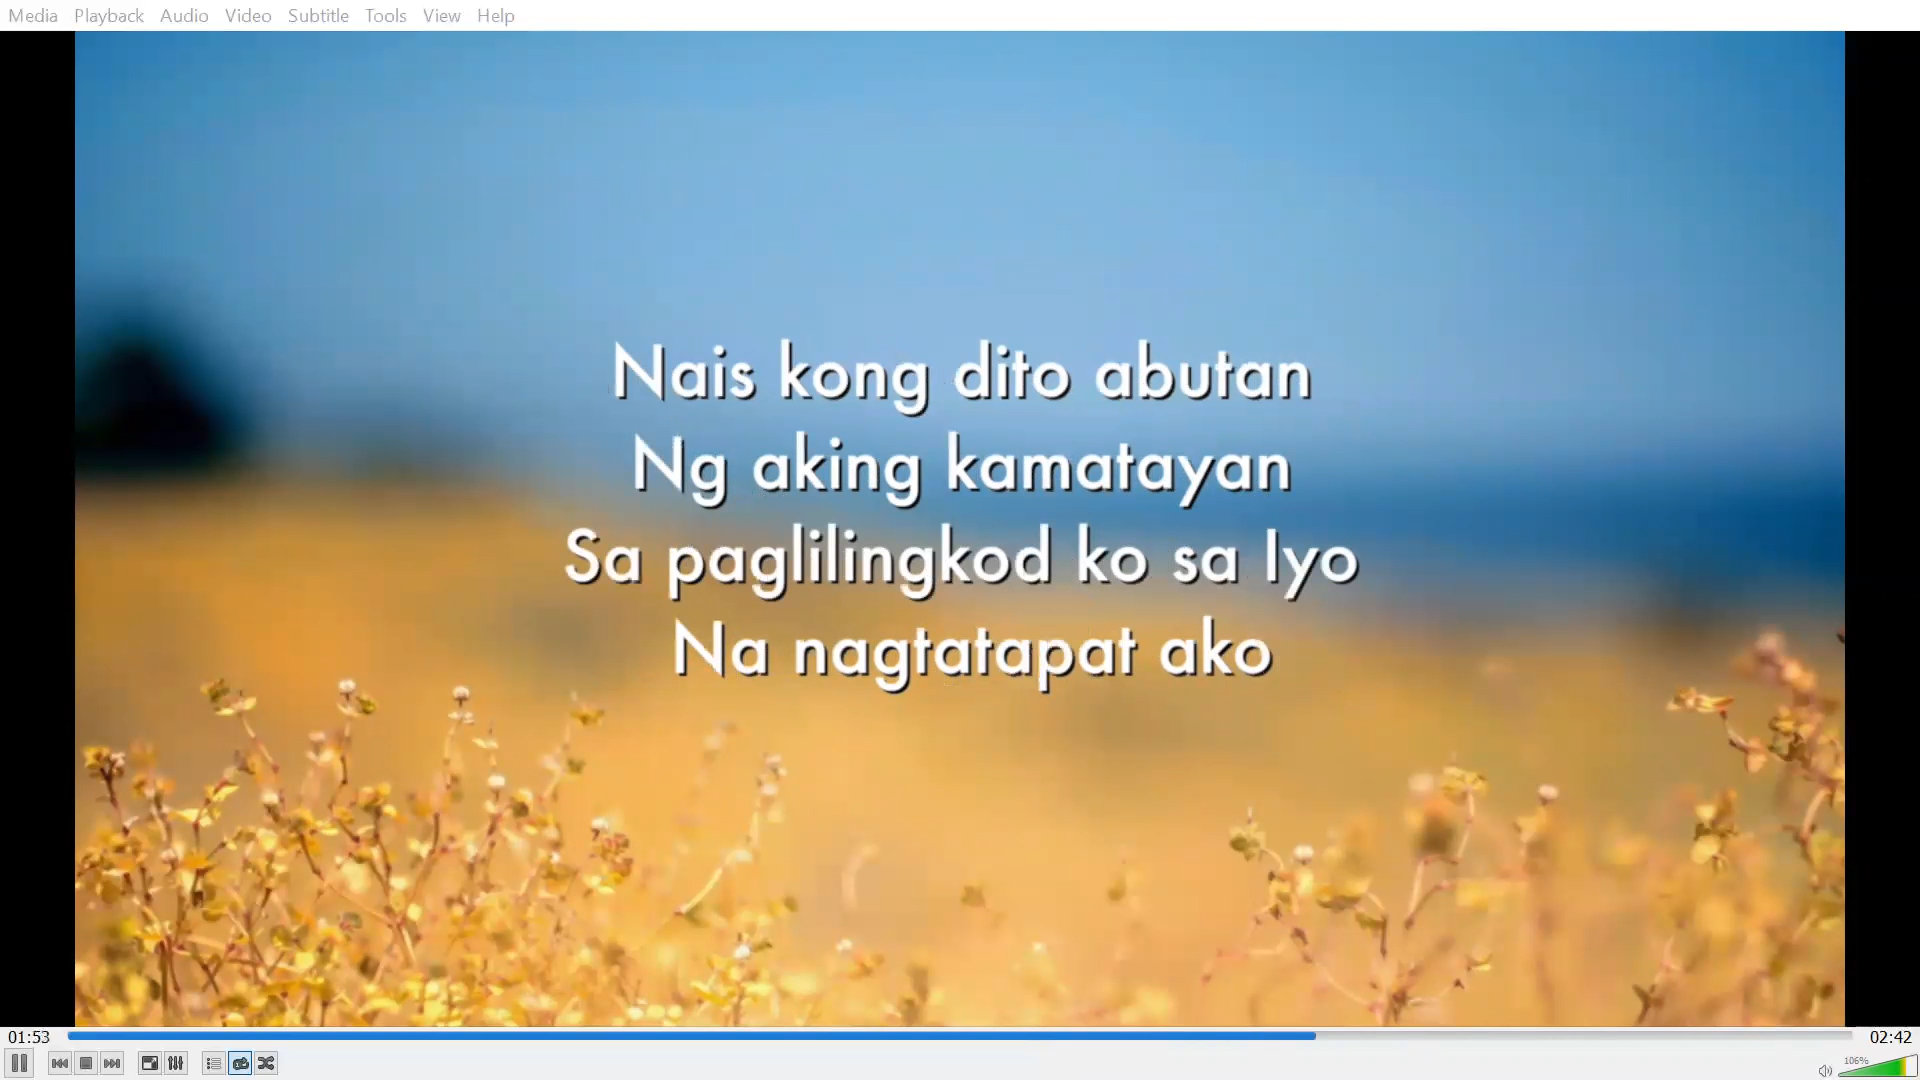 Media Playback Audio Video Subtitle Tools View Help
Nais kong dito abutan
Ng aking kamatayan
Sa paglilingkod ko sa Iyo
Na nagtatapat ako
01:53 02:42
106%